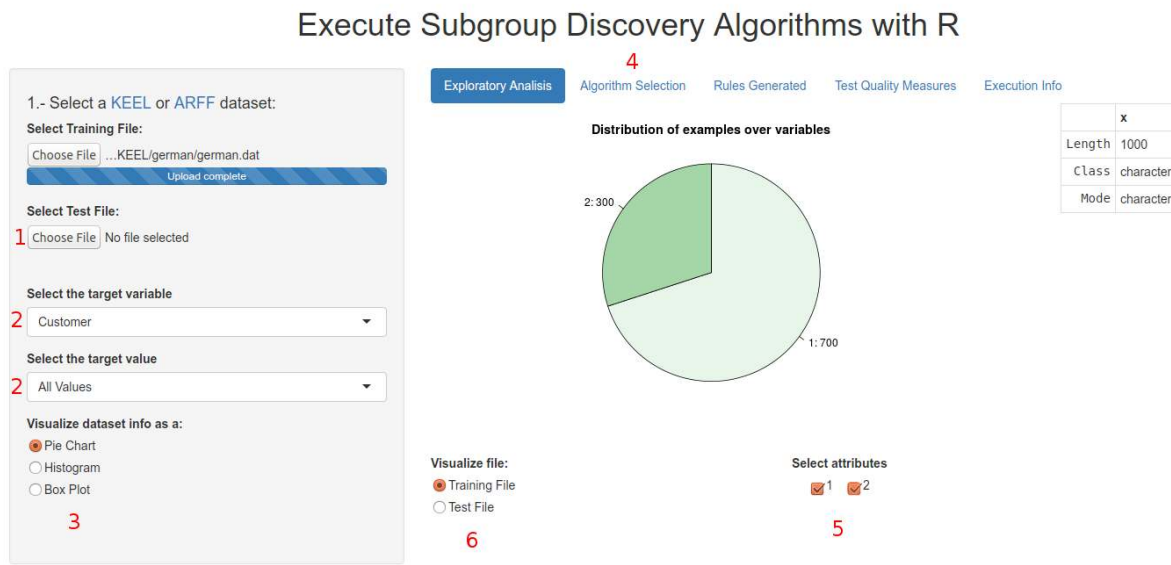 Execute Subgroup Discovery Algorithms with R
4
1.- Select a KEEL or ARFF dataset:
Select Training File:
Choose File ...KEEL/german/german.dat
Upload complete
Select Test File:
1 Choose File No file selected
Select the target variable
2 Customer
Select the target value
2 All Values
Visualize dataset info as a:
Pie Chart
Histogram
Box Plot
3
Exploratory Analisis Algorithm Selection Rules Generated Test Quality Measures Execution Info
Distribution of examples over variables
2: 300
1: 700
x
Length 1000
Class character
Mode character
Visualize file:
Training File
Test File
6
Select attributes
1 2
5